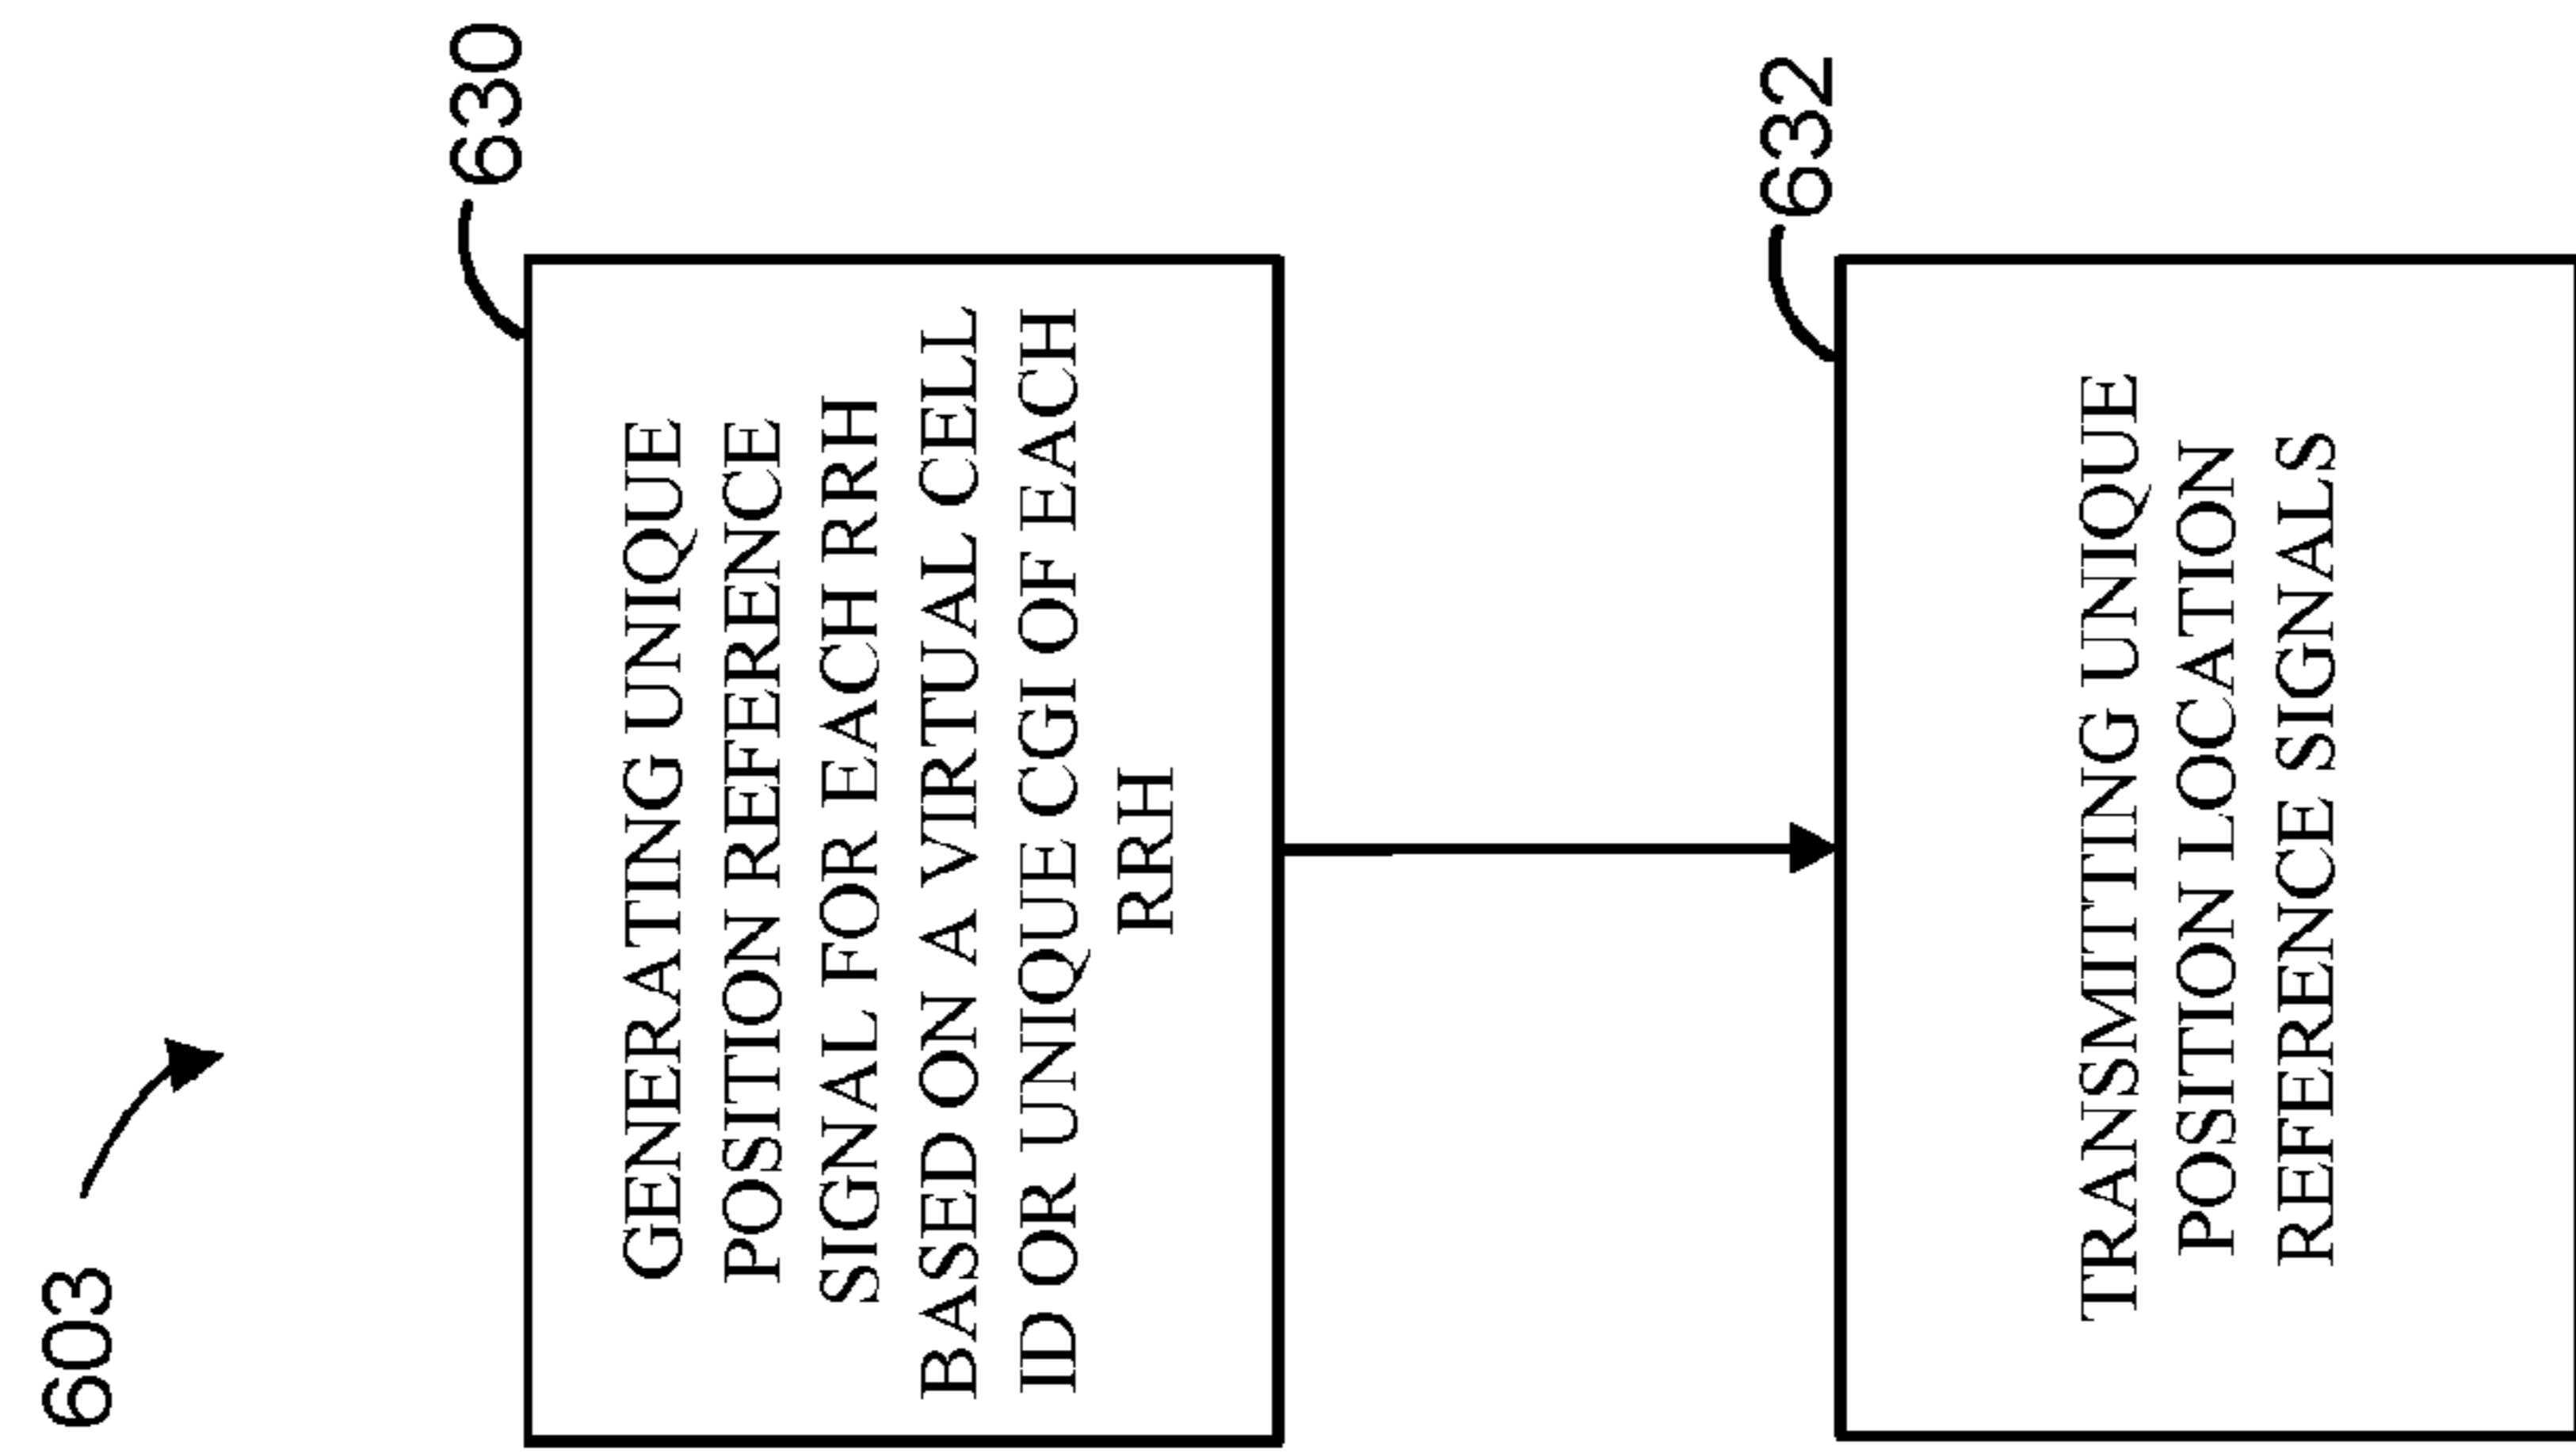 603
630
GENERATING UNIQUE
POSITION REFERENCE
SIGNAL FOR EACH RRH
BASED ON A VIRTUAL CELL
ID OR UNIQUE CGI OF EACH
RRH
632
TRANSMITTING UNIQUE
POSITION LOCATION
REFERENCE SIGNALS